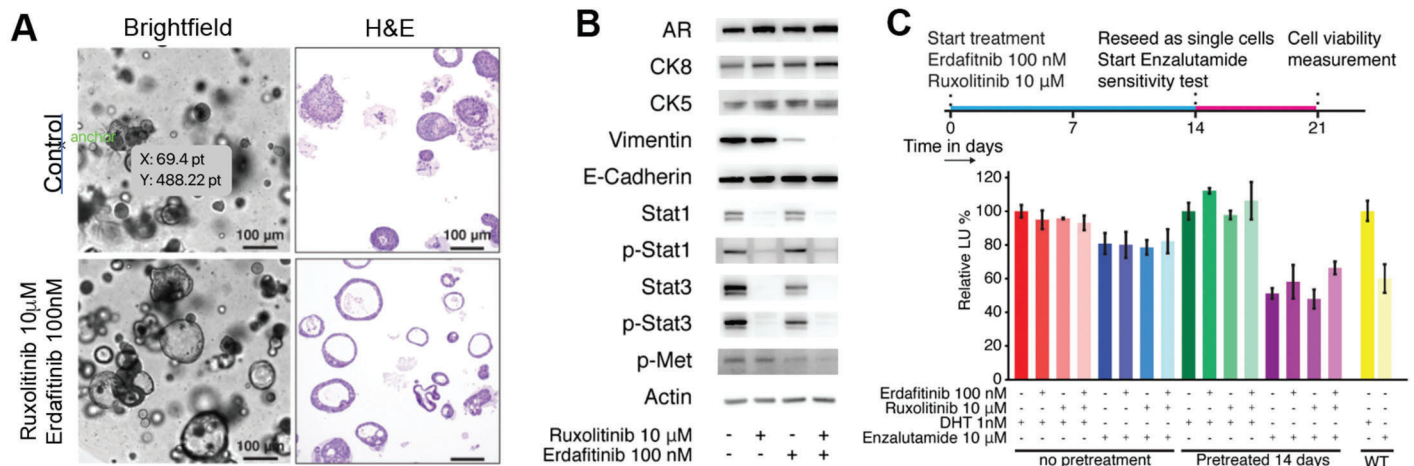 A
Brightfield
H&E
Control
anchor
X: 69.4 pt
Y: 488.22 pt
100 μm
100 μm
Ruxolitinib 10μM
Erdafitinib 100nM
100 μm
B
AR
CK8
CK5
Vimentin
E-Cadherin
Stat1
p-Stat1
Stat3
p-Stat3
p-Met
Actin
Ruxolitinib 10 μM - + - +
Erdafitinib 100 nM - - + +
C
Start treatment
Erdafitinib 100 nM
Ruxolitinib 10 μM
Reseed as single cells
Start Enzalutamide
sensitivity test
Cell viability
measurement
0 7 14 21
Time in days
Relative LU %
120
100
80
60
40
20
0
Erdafitinib 100 nM - + - + - + - + - + - + - + - + - -
Ruxolitinib 10 μM - - + + - - + + - - + + - - + + - -
DHT 1nM + + + + + + + + + + + + + + + + + +
Enzalutamide 10 μM - - - - + + + + - - - - + + + + - +
no pretreatment
Pretreated 14 days
WT